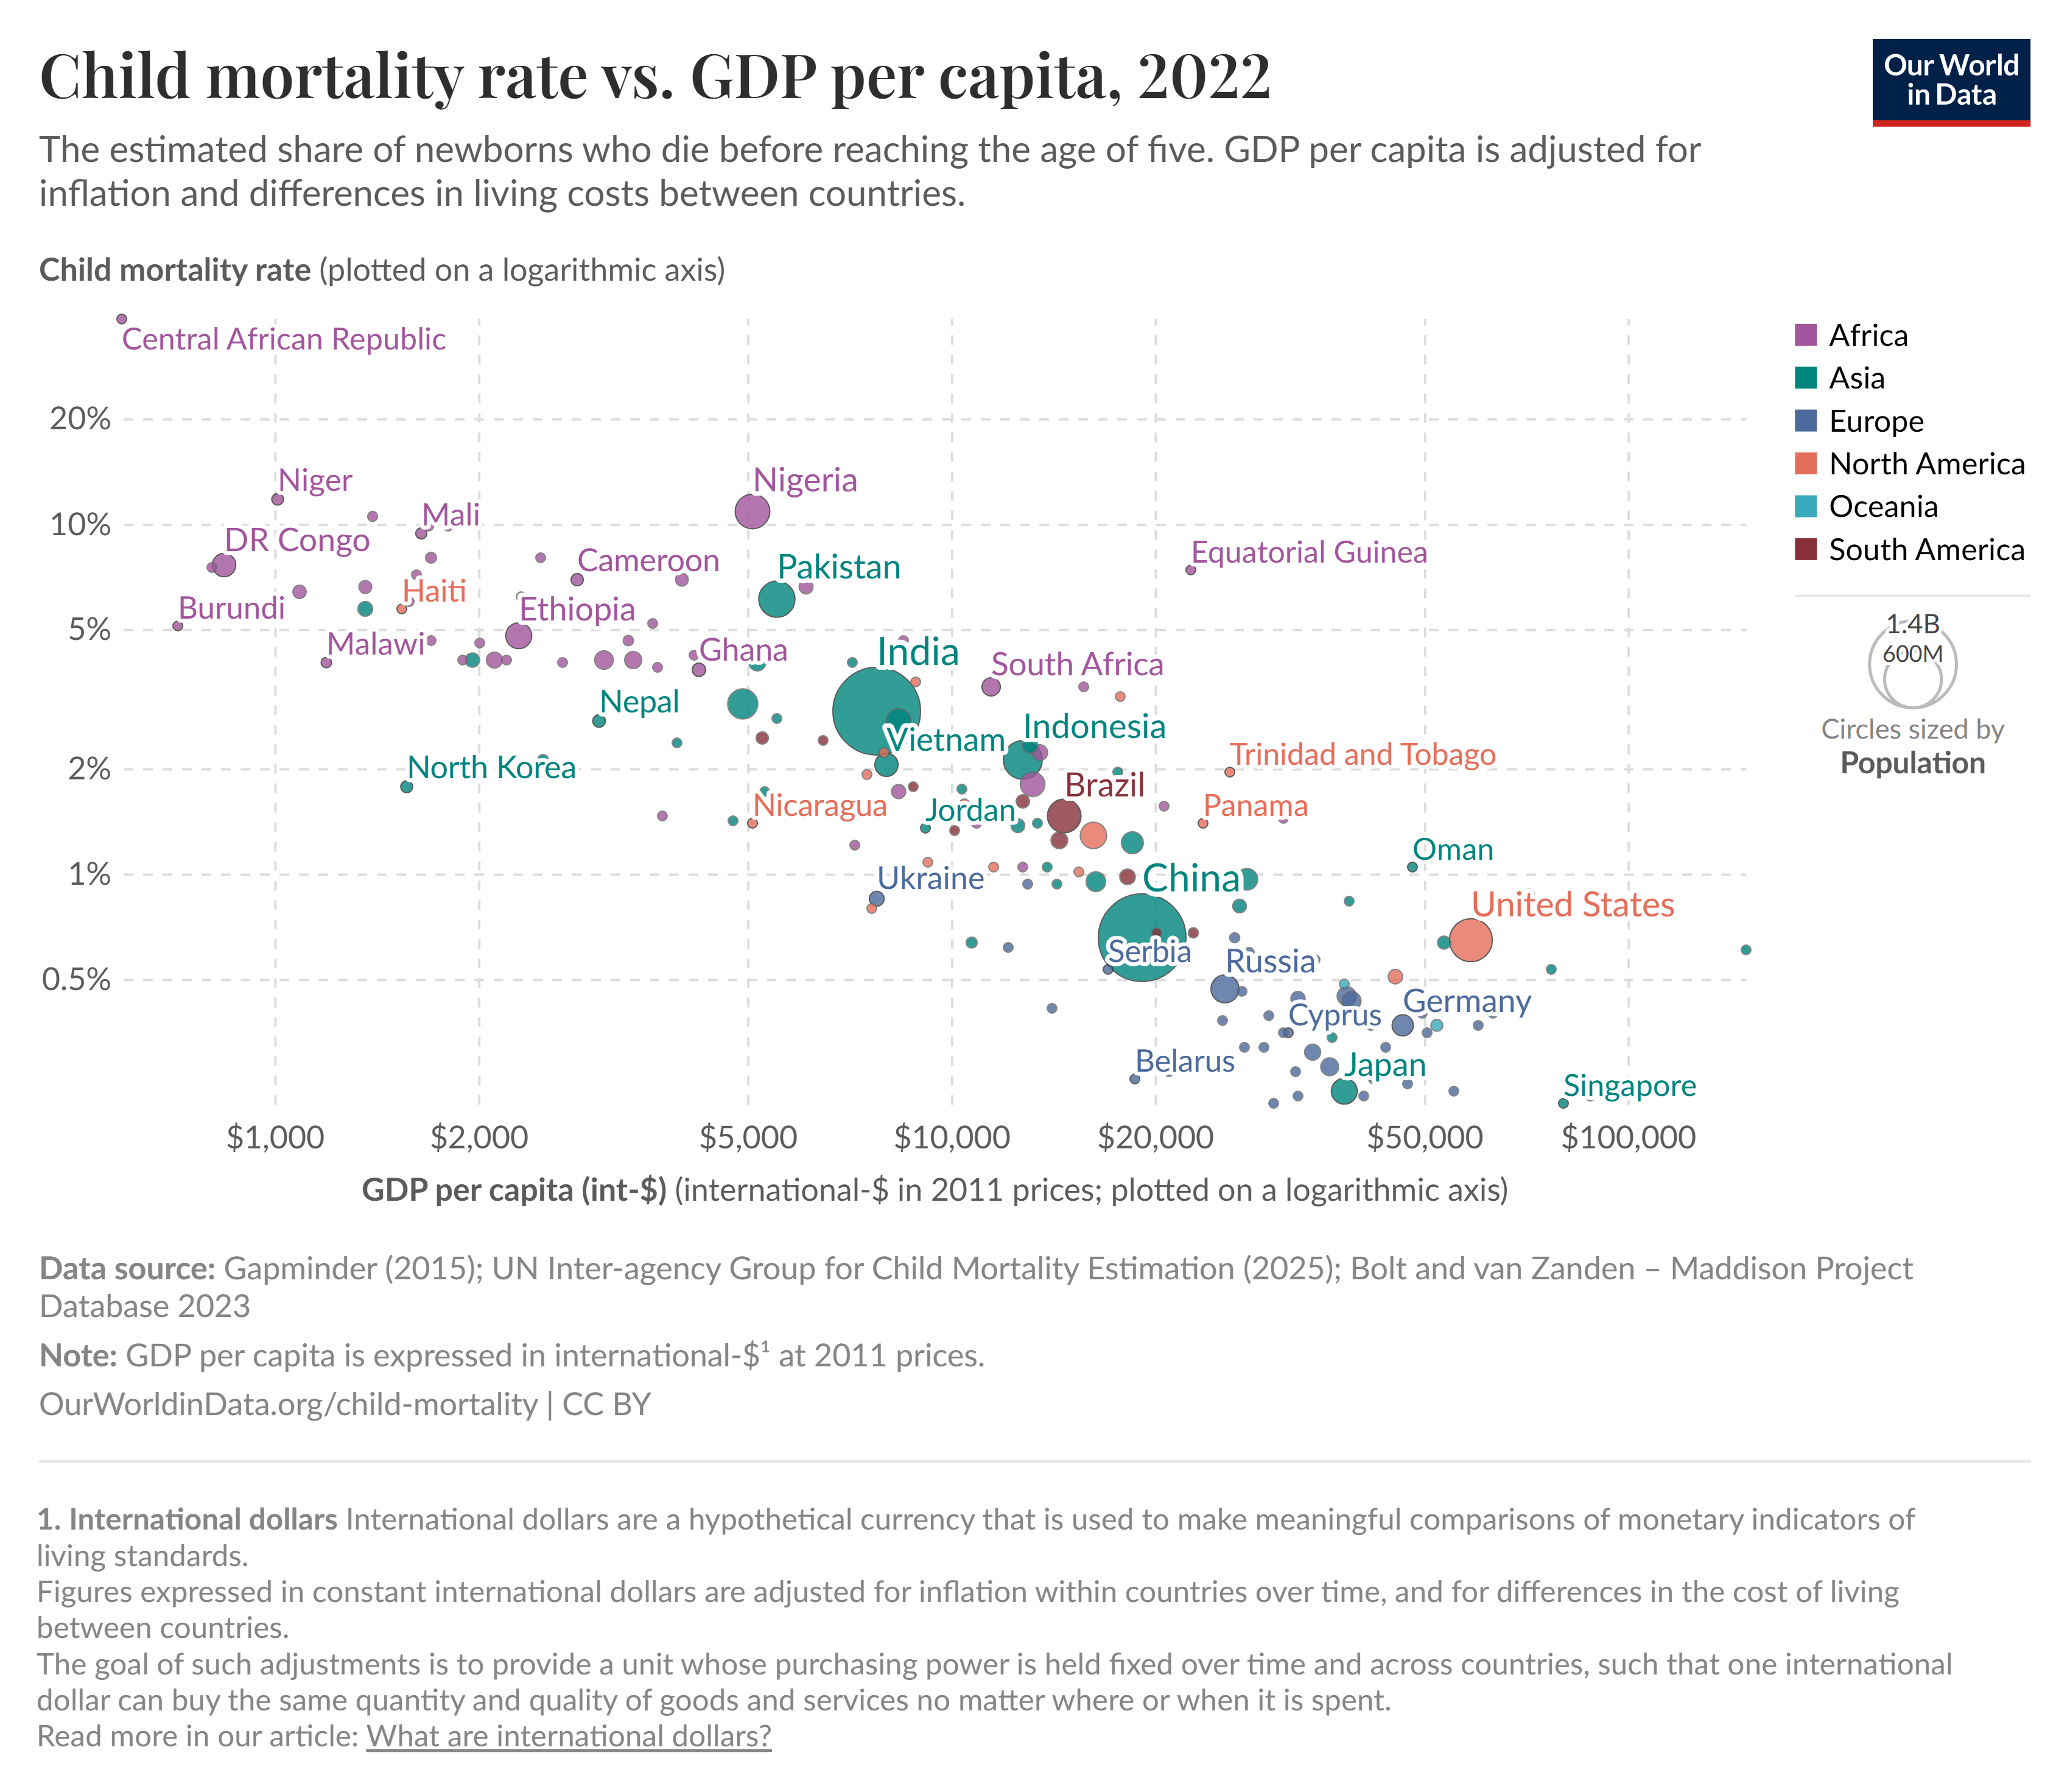 Child mortality rate vs. GDP per capita, 2022
Our World
in Data
The estimated share of newborns who die before reaching the age of five. GDP per capita is adjusted for
inflation and differences in living costs between countries.
Child mortality rate (plotted on a logarithmic axis)
Central African Republic
20%
10%
5%
2%
1%
0.5%
Niger
Nigeria
Mali
DR Congo
Cameroon
Pakistan
Equatorial Guinea
Haiti
Burundi
Ethiopia
Malawi
Ghana
India
South Africa
Nepal
Vietnam
Indonesia
North Korea
Trinidad and Tobago
Nicaragua
Jordan
Brazil
Panama
Ukraine
China
Oman
United States
Serbia
Russia
Cyprus
Germany
Belarus
Japan
Singapore
Africa
Asia
Europe
North America
Oceania
South America
1.4B
600M
Circles sized by
Population
$1,000
$2,000
$5,000
$10,000
$20,000
$50,000
$100,000
GDP per capita (int-$) (international-$ in 2011 prices; plotted on a logarithmic axis)
Data source: Gapminder (2015); UN Inter-agency Group for Child Mortality Estimation (2025); Bolt and van Zanden – Maddison Project
Database 2023
Note: GDP per capita is expressed in international-$¹ at 2011 prices.
OurWorldinData.org/child-mortality | CC BY
1. International dollars International dollars are a hypothetical currency that is used to make meaningful comparisons of monetary indicators of
living standards.
Figures expressed in constant international dollars are adjusted for inflation within countries over time, and for differences in the cost of living
between countries.
The goal of such adjustments is to provide a unit whose purchasing power is held fixed over time and across countries, such that one international
dollar can buy the same quantity and quality of goods and services no matter where or when it is spent.
Read more in our article: What are international dollars?